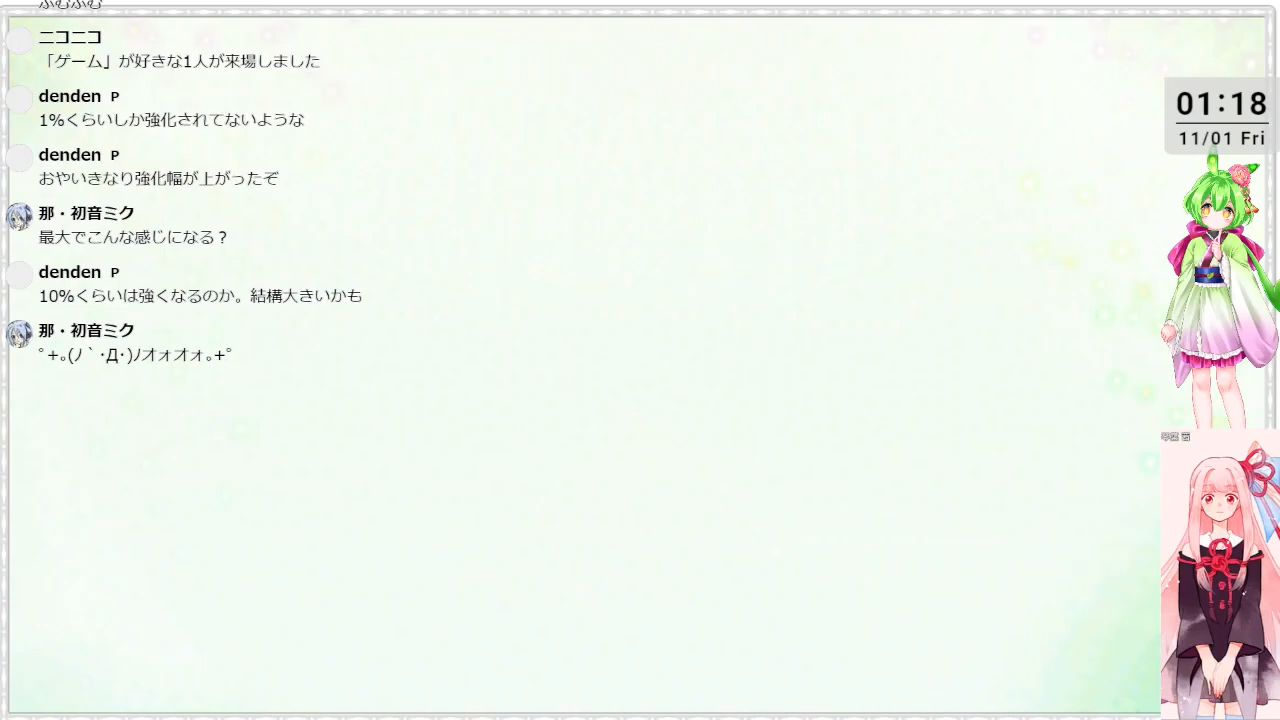 ふむふむ
ニコニコ
「ゲーム」が好きな1人が来場しました
denden P
1%くらいしか強化されてないような
denden P
おやいきなり強化幅が上がったぞ
那・初音ミク
最大でこんな感じになる？
denden P
10%くらいは強くなるのか。結構大きいかも
那・初音ミク
ﾟ+｡(ﾉ｀･Д･)ﾉオォオォ｡+ﾟ
01:18
11/01 Fri